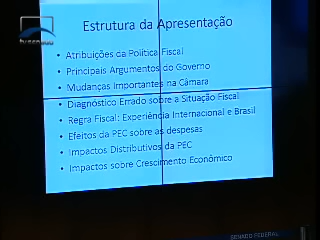 Estrutura da Apresentação
• Atribuições da Política Fiscal
• Principais Argumentos do Governo
• Mudanças Importantes na Câmara
• Diagnóstico Errado sobre a Situação Fiscal
• Regra Fiscal: Experiência Internacional e Brasil
• Efeitos da PEC sobre as despesas
• Impactos Distributivos da PEC
• Impactos sobre Crescimento Econômico
SENADO FEDERAL